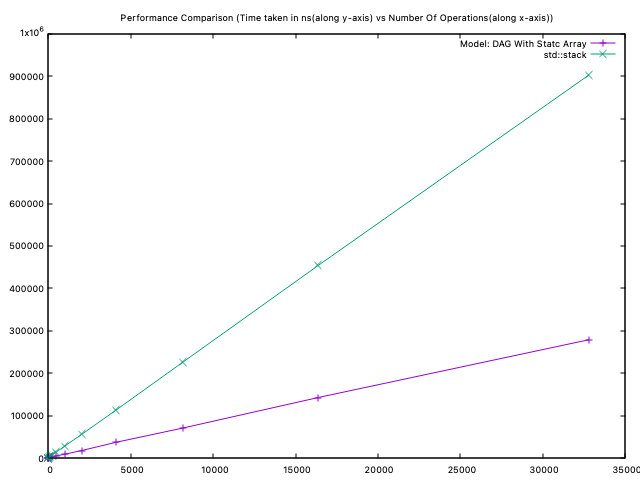 Performance Comparison (Time taken in ns(along y-axis) vs Number Of Operations(along x-axis))
1x10⁶
Model: DAG With Statc Array
std::stack
900000
800000
700000
600000
500000
400000
300000
200000
100000
0
0 5000 10000 15000 20000 25000 30000 35000